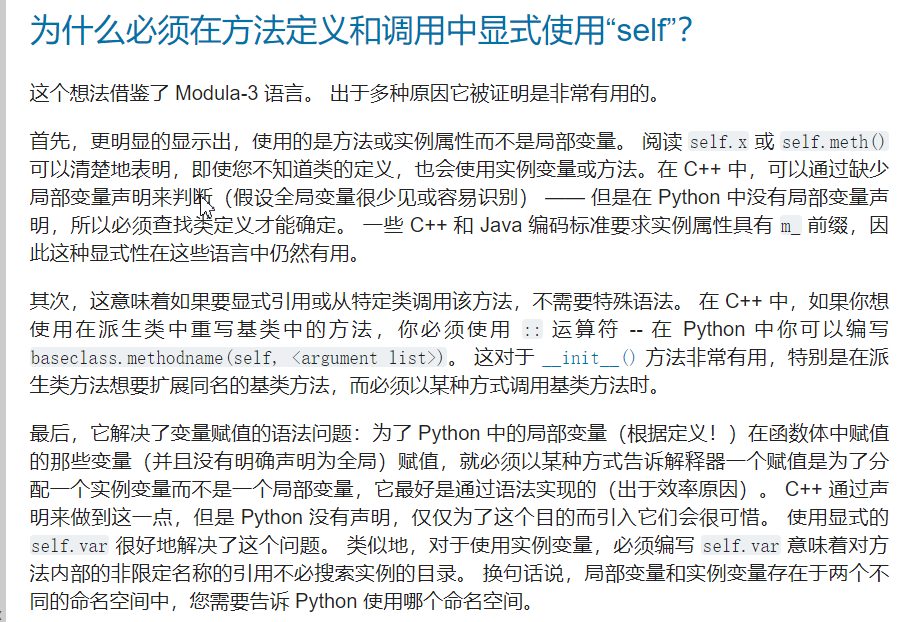 为什么必须在方法定义和调用中显式使用“self”？
这个想法借鉴了 Modula-3 语言。 出于多种原因它被证明是非常有用的。
首先，更明显的显示出，使用的是方法或实例属性而不是局部变量。 阅读 self.x 或 self.meth()
可以清楚地表明，即使您不知道类的定义，也会使用实例变量或方法。在 C++ 中，可以通过缺少
局部变量声明来判断（假设全局变量很少见或容易识别） —— 但是在 Python 中没有局部变量声
明，所以必须查找类定义才能确定。 一些 C++ 和 Java 编码标准要求实例属性具有 m_ 前缀，因
此这种显式性在这些语言中仍然有用。
其次，这意味着如果要显式引用或从特定类调用该方法，不需要特殊语法。 在 C++ 中，如果你想
使用在派生类中重写基类中的方法，你必须使用 :: 运算符 -- 在 Python 中你可以编写
baseclass.methodname(self, <argument list>)。 这对于 __init__() 方法非常有用，特别是在派
生类方法想要扩展同名的基类方法，而必须以某种方式调用基类方法时。
最后，它解决了变量赋值的语法问题：为了 Python 中的局部变量（根据定义！）在函数体中赋值
的那些变量（并且没有明确声明为全局）赋值，就必须以某种方式告诉解释器一个赋值是为了分
配一个实例变量而不是一个局部变量，它最好是通过语法实现的（出于效率原因）。 C++ 通过声
明来做到这一点，但是 Python 没有声明，仅仅为了这个目的而引入它们会很可惜。 使用显式的
self.var 很好地解决了这个问题。 类似地，对于使用实例变量，必须编写 self.var 意味着对方
法内部的非限定名称的引用不必搜索实例的目录。 换句话说，局部变量和实例变量存在于两个不
同的命名空间中，您需要告诉 Python 使用哪个命名空间。